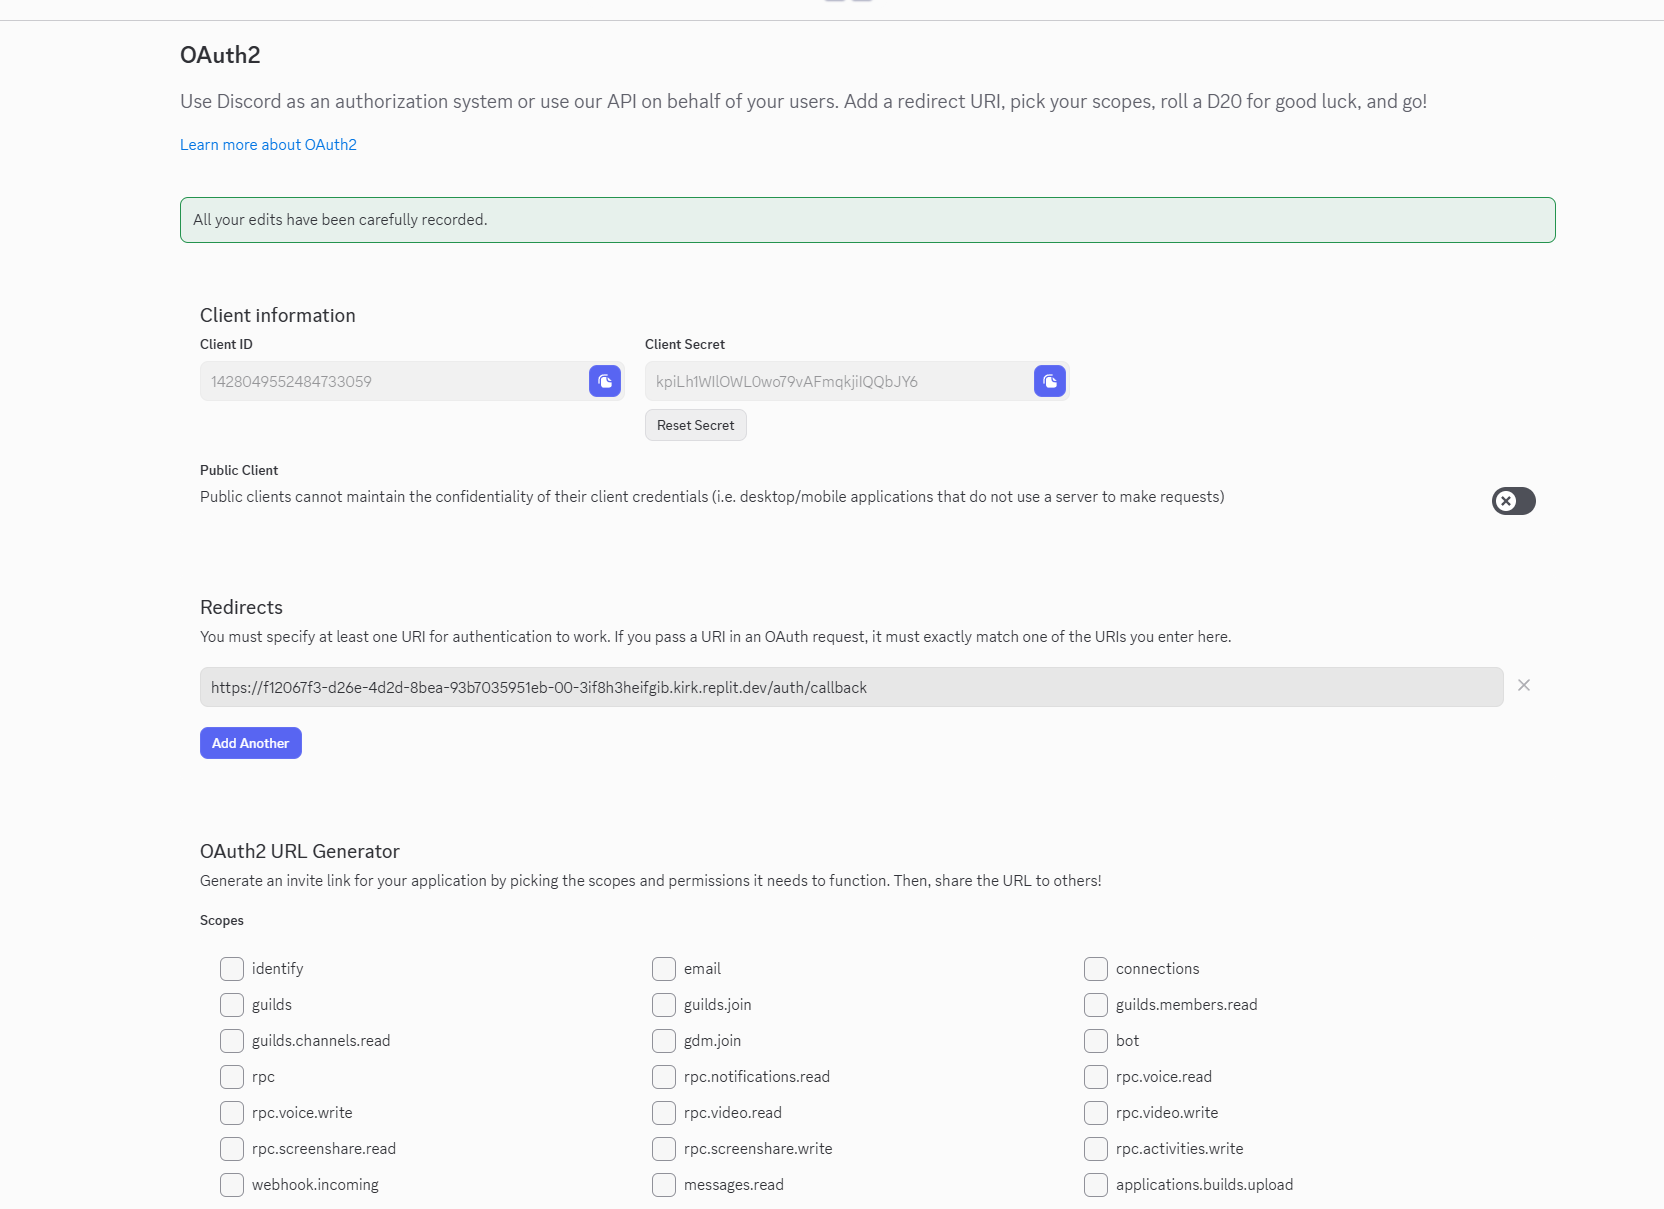 OAuth2
Use Discord as an authorization system or use our API on behalf of your users. Add a redirect URI, pick your scopes, roll a D20 for good luck, and go!
Learn more about OAuth2
All your edits have been carefully recorded.
Client information
Client ID
Client Secret
1428049552484733059
kpiLh1WIlOWL0wo79vAFmqkjiIQQbJY6
Reset Secret
Public Client
Public clients cannot maintain the confidentiality of their client credentials (i.e. desktop/mobile applications that do not use a server to make requests)
Redirects
You must specify at least one URI for authentication to work. If you pass a URI in an OAuth request, it must exactly match one of the URIs you enter here.
https://f12067f3-d26e-4d2d-8bea-93b7035951eb-00-3if8h3heifgib.kirk.replit.dev/auth/callback
Add Another
OAuth2 URL Generator
Generate an invite link for your application by picking the scopes and permissions it needs to function. Then, share the URL to others!
Scopes
identify
email
connections
guilds
guilds.join
guilds.members.read
guilds.channels.read
gdm.join
bot
rpc
rpc.notifications.read
rpc.voice.read
rpc.voice.write
rpc.video.read
rpc.video.write
rpc.screenshare.read
rpc.screenshare.write
rpc.activities.write
webhook.incoming
messages.read
applications.builds.upload